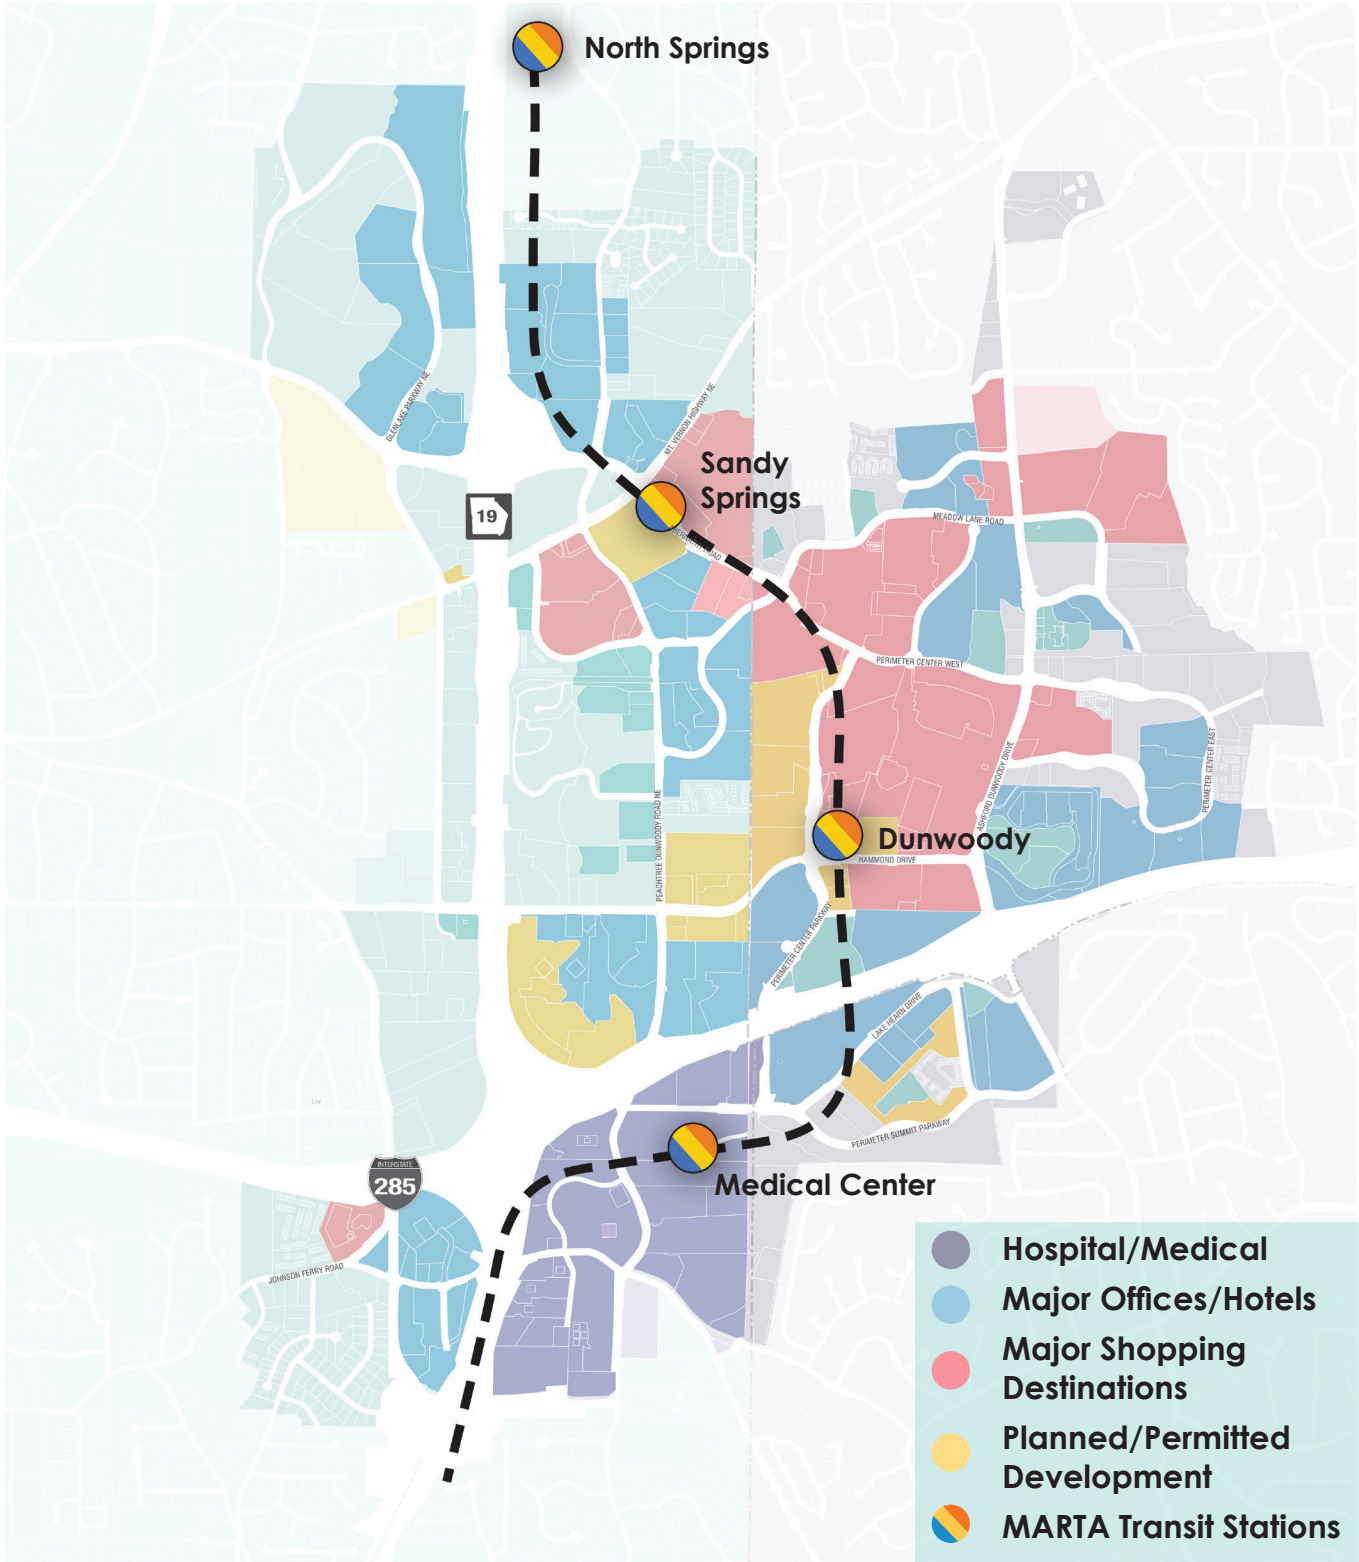 North Springs
GLENLAKE PARKWAY NE
MT. VERNON HIGHWAY NE
Sandy
Springs
19
ROAD
MEADOW LANE ROAD
PERIMETER CENTER WEST
PERIMETER CENTER EAST
ASHFORD DUNWOODY DRIVE
PEACHTREE DUNWOODY ROAD NE
Dunwoody
HAMMOND DRIVE
PERIMETER CENTER PARKWAY
LAKE HEARN DRIVE
PERIMETER SUMMIT PARKWAY
INTERSTATE
285
Medical Center
JOHNSON FERRY ROAD
Hospital/Medical
Major Offices/Hotels
Major Shopping
Destinations
Planned/Permitted
Development
MARTA Transit Stations